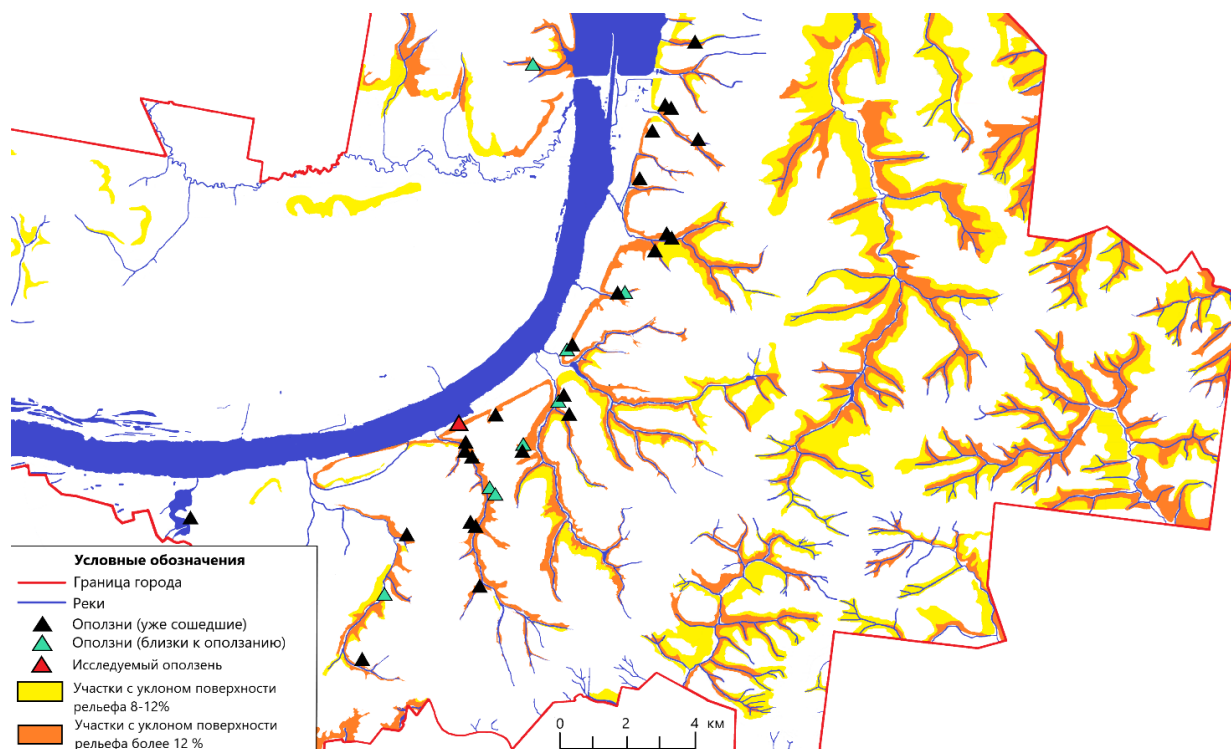 Условные обозначения
Граница города
Реки
Оползни (уже сошедшие)
Оползни (близки к оползанию)
Исследуемый оползень
Участки с уклоном поверхности
рельефа 8-12%
Участки с уклоном поверхности
рельефа более 12 %
0 2 4 км